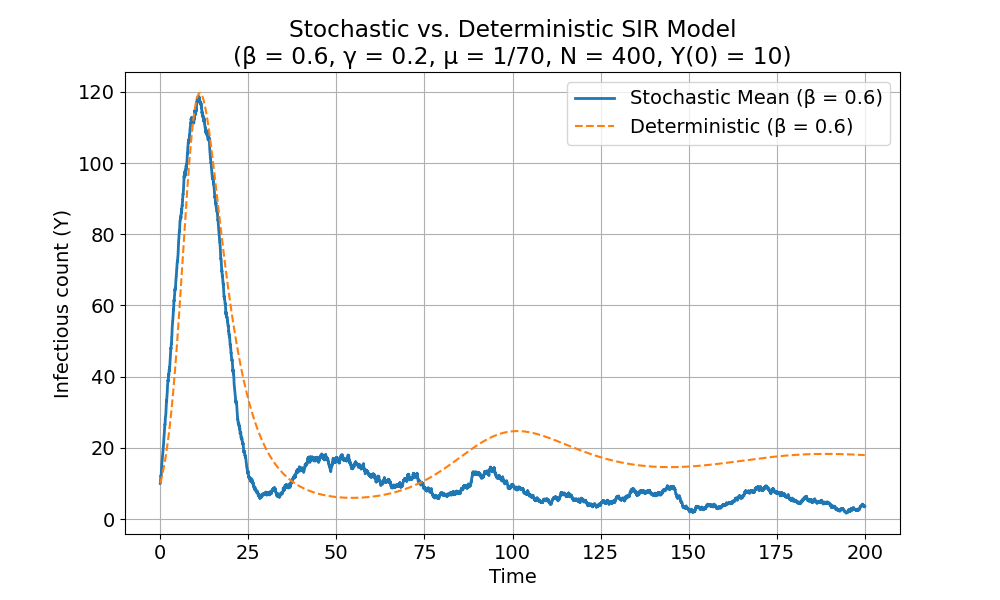 Stochastic vs. Deterministic SIR Model
(β = 0.6, γ = 0.2, μ = 1/70, N = 400, Y(0) = 10)
Stochastic Mean (β = 0.6)
Deterministic (β = 0.6)
Infectious count (Y)
120
100
80
60
40
20
0
0 25 50 75 100 125 150 175 200
Time